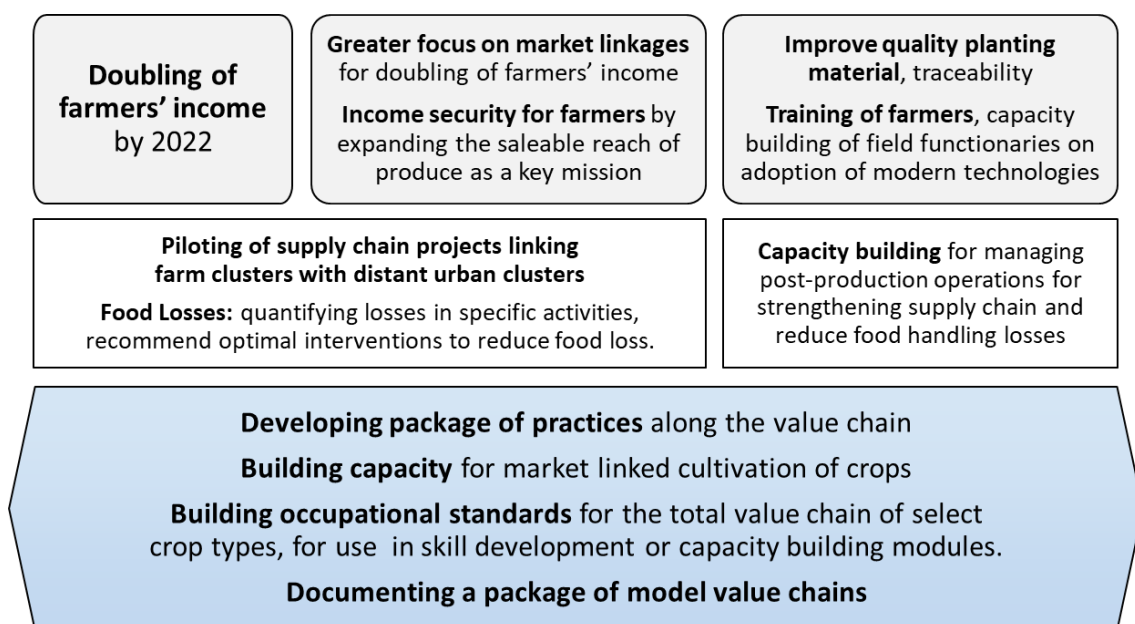 Doubling of
farmers’ income
by 2022
Greater focus on market linkages
for doubling of farmers’ income
Income security for farmers by
expanding the saleable reach of
produce as a key mission
Improve quality planting
material, traceability
Training of farmers, capacity
building of field functionaries on
adoption of modern technologies
Piloting of supply chain projects linking
farm clusters with distant urban clusters
Food Losses: quantifying losses in specific activities,
recommend optimal interventions to reduce food loss.
Capacity building for managing
post-production operations for
strengthening supply chain and
reduce food handling losses
Developing package of practices along the value chain
Building capacity for market linked cultivation of crops
Building occupational standards for the total value chain of select
crop types, for use in skill development or capacity building modules.
Documenting a package of model value chains